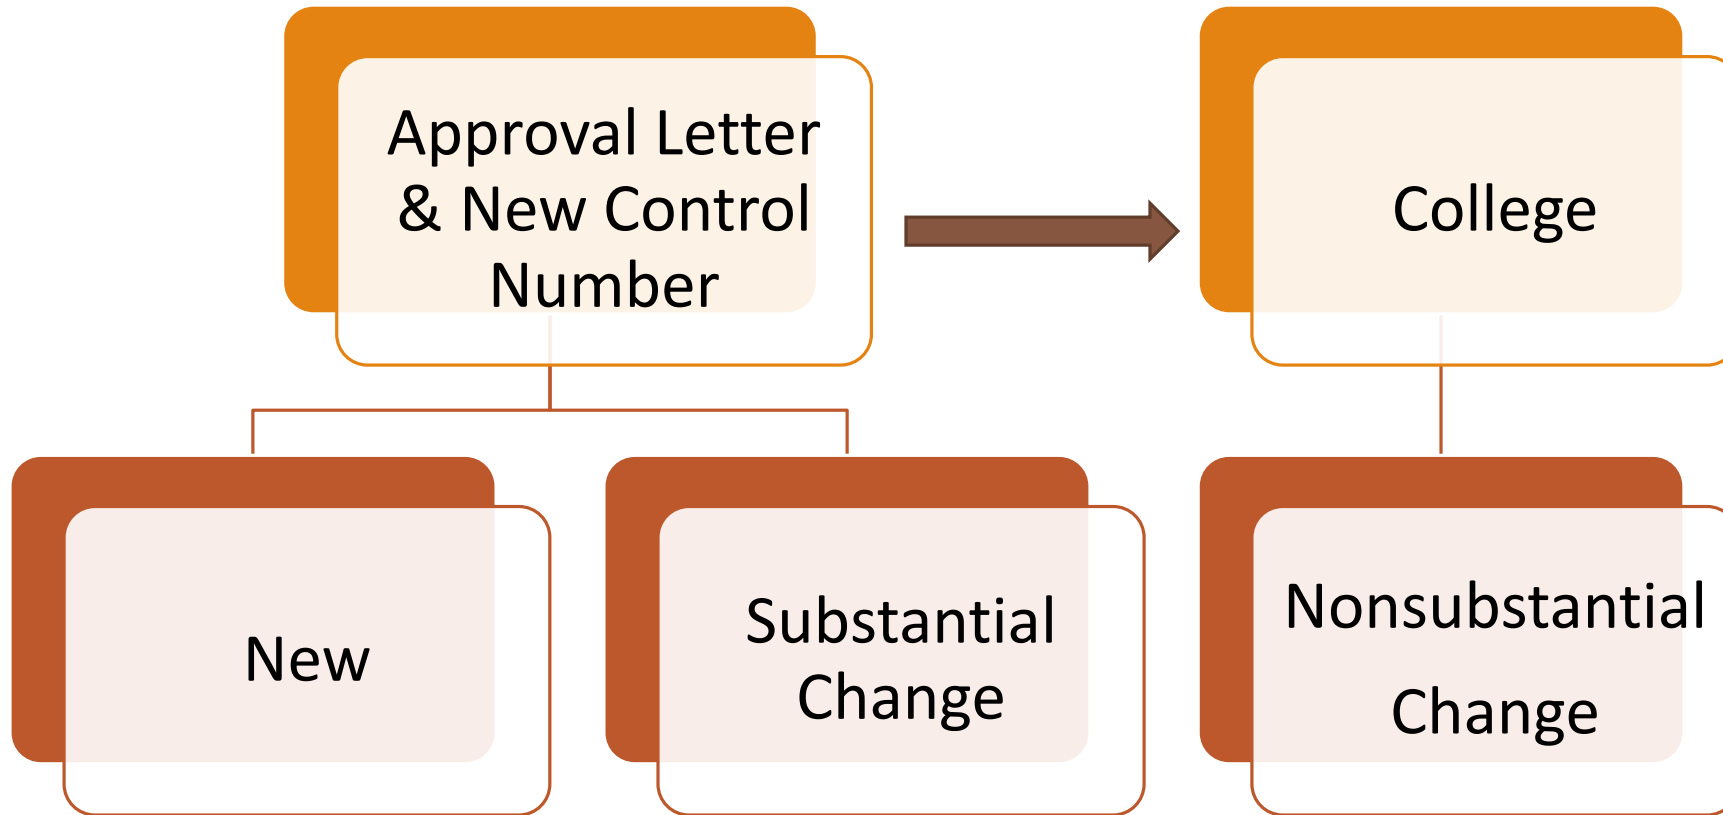 Approval Letter
& New Control
Number
College
New
Substantial
Change
Nonsubstantial
Change